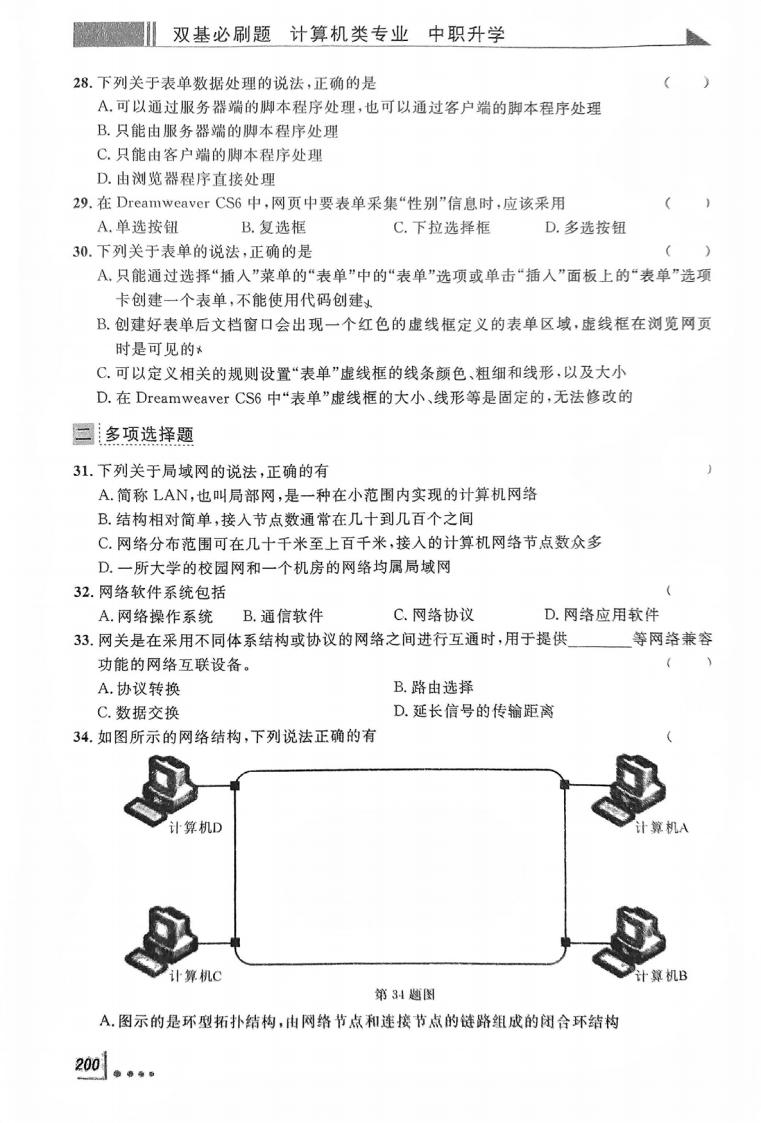 双基必刷题 计算机类专业 中职升学
28. 下列关于表单数据处理的说法,正确的是 ( )
A. 可以通过服务器端的脚本程序处理,也可以通过客户端的脚本程序处理
B. 只能由服务器端的脚本程序处理
C. 只能由客户端的脚本程序处理
D. 由浏览器程序直接处理
29. 在 Dreamweaver CS6 中,网页中要表单采集“性别”信息时,应该采用 ( )
A. 单选按钮 B. 复选框 C. 下拉选择框 D. 多选按钮
30. 下列关于表单的说法,正确的是 ( )
A. 只能通过选择“插入”菜单的“表单”中的“表单”选项或单击“插入”面板上的“表单”选项
卡创建一个表单,不能使用代码创建
B. 创建好表单后文档窗口会出现一个红色的虚线框定义的表单区域,虚线框在浏览网页
时是可见的
C. 可以定义相关的规则设置“表单”虚线框的线条颜色、粗细和线形,以及大小
D. 在 Dreamweaver CS6 中“表单”虚线框的大小、线形等是固定的,无法修改的
二 多项选择题
31. 下列关于局域网的说法,正确的有 )
A. 简称 LAN,也叫局部网,是一种在小范围内实现的计算机网络
B. 结构相对简单,接入节点数通常在几十到几百个之间
C. 网络分布范围可在几十千米至上百千米,接入的计算机网络节点数众多
D. 一所大学的校园网和一个机房的网络均属局域网
32. 网络软件系统包括 (
A. 网络操作系统 B. 通信软件 C. 网络协议 D. 网络应用软件
33. 网关是在采用不同体系结构或协议的网络之间进行互通时,用于提供______等网络兼容
功能的网络互联设备。 ( )
A. 协议转换 B. 路由选择
C. 数据交换 D. 延长信号的传输距离
34. 如图所示的网络结构,下列说法正确的有 (
计算机D 计算机A
计算机C 计算机B
第 34 题图
A. 图示的是环型拓扑结构,由网络节点和连接节点的链路组成的闭合环结构
200